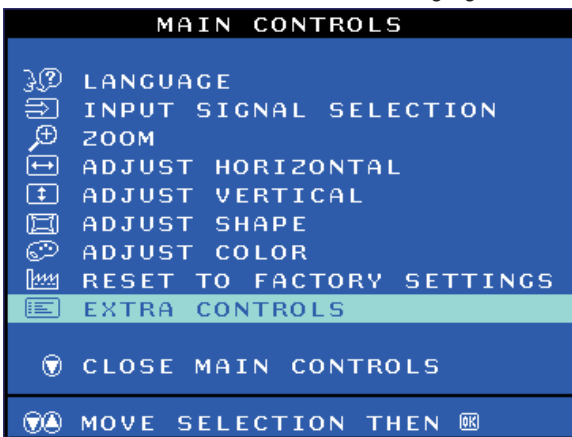 MAIN CONTROLS
LANGUAGE
INPUT SIGNAL SELECTION
ZOOM
ADJUST HORIZONTAL
ADJUST VERTICAL
ADJUST SHAPE
ADJUST COLOR
RESET TO FACTORY SETTINGS
EXTRA CONTROLS
CLOSE MAIN CONTROLS
MOVE SELECTION THEN OK